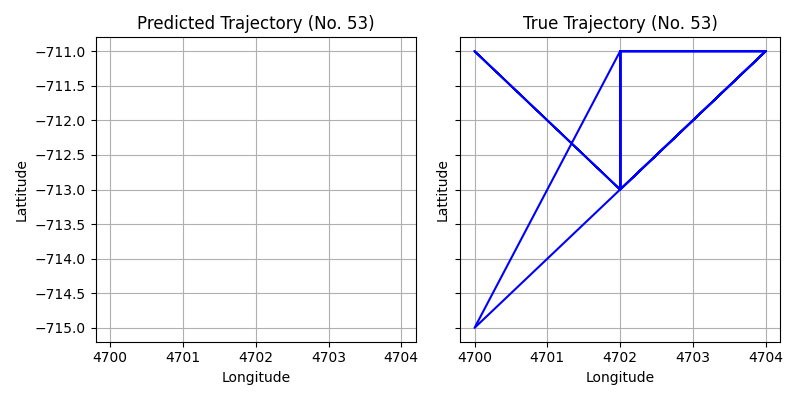 Predicted Trajectory (No. 53)
True Trajectory (No. 53)
−711.0
−711.5
−712.0
−712.5
−713.0
−713.5
−714.0
−714.5
−715.0
Lattitude
Lattitude
4700 4701 4702 4703 4704
4700 4701 4702 4703 4704
Longitude
Longitude